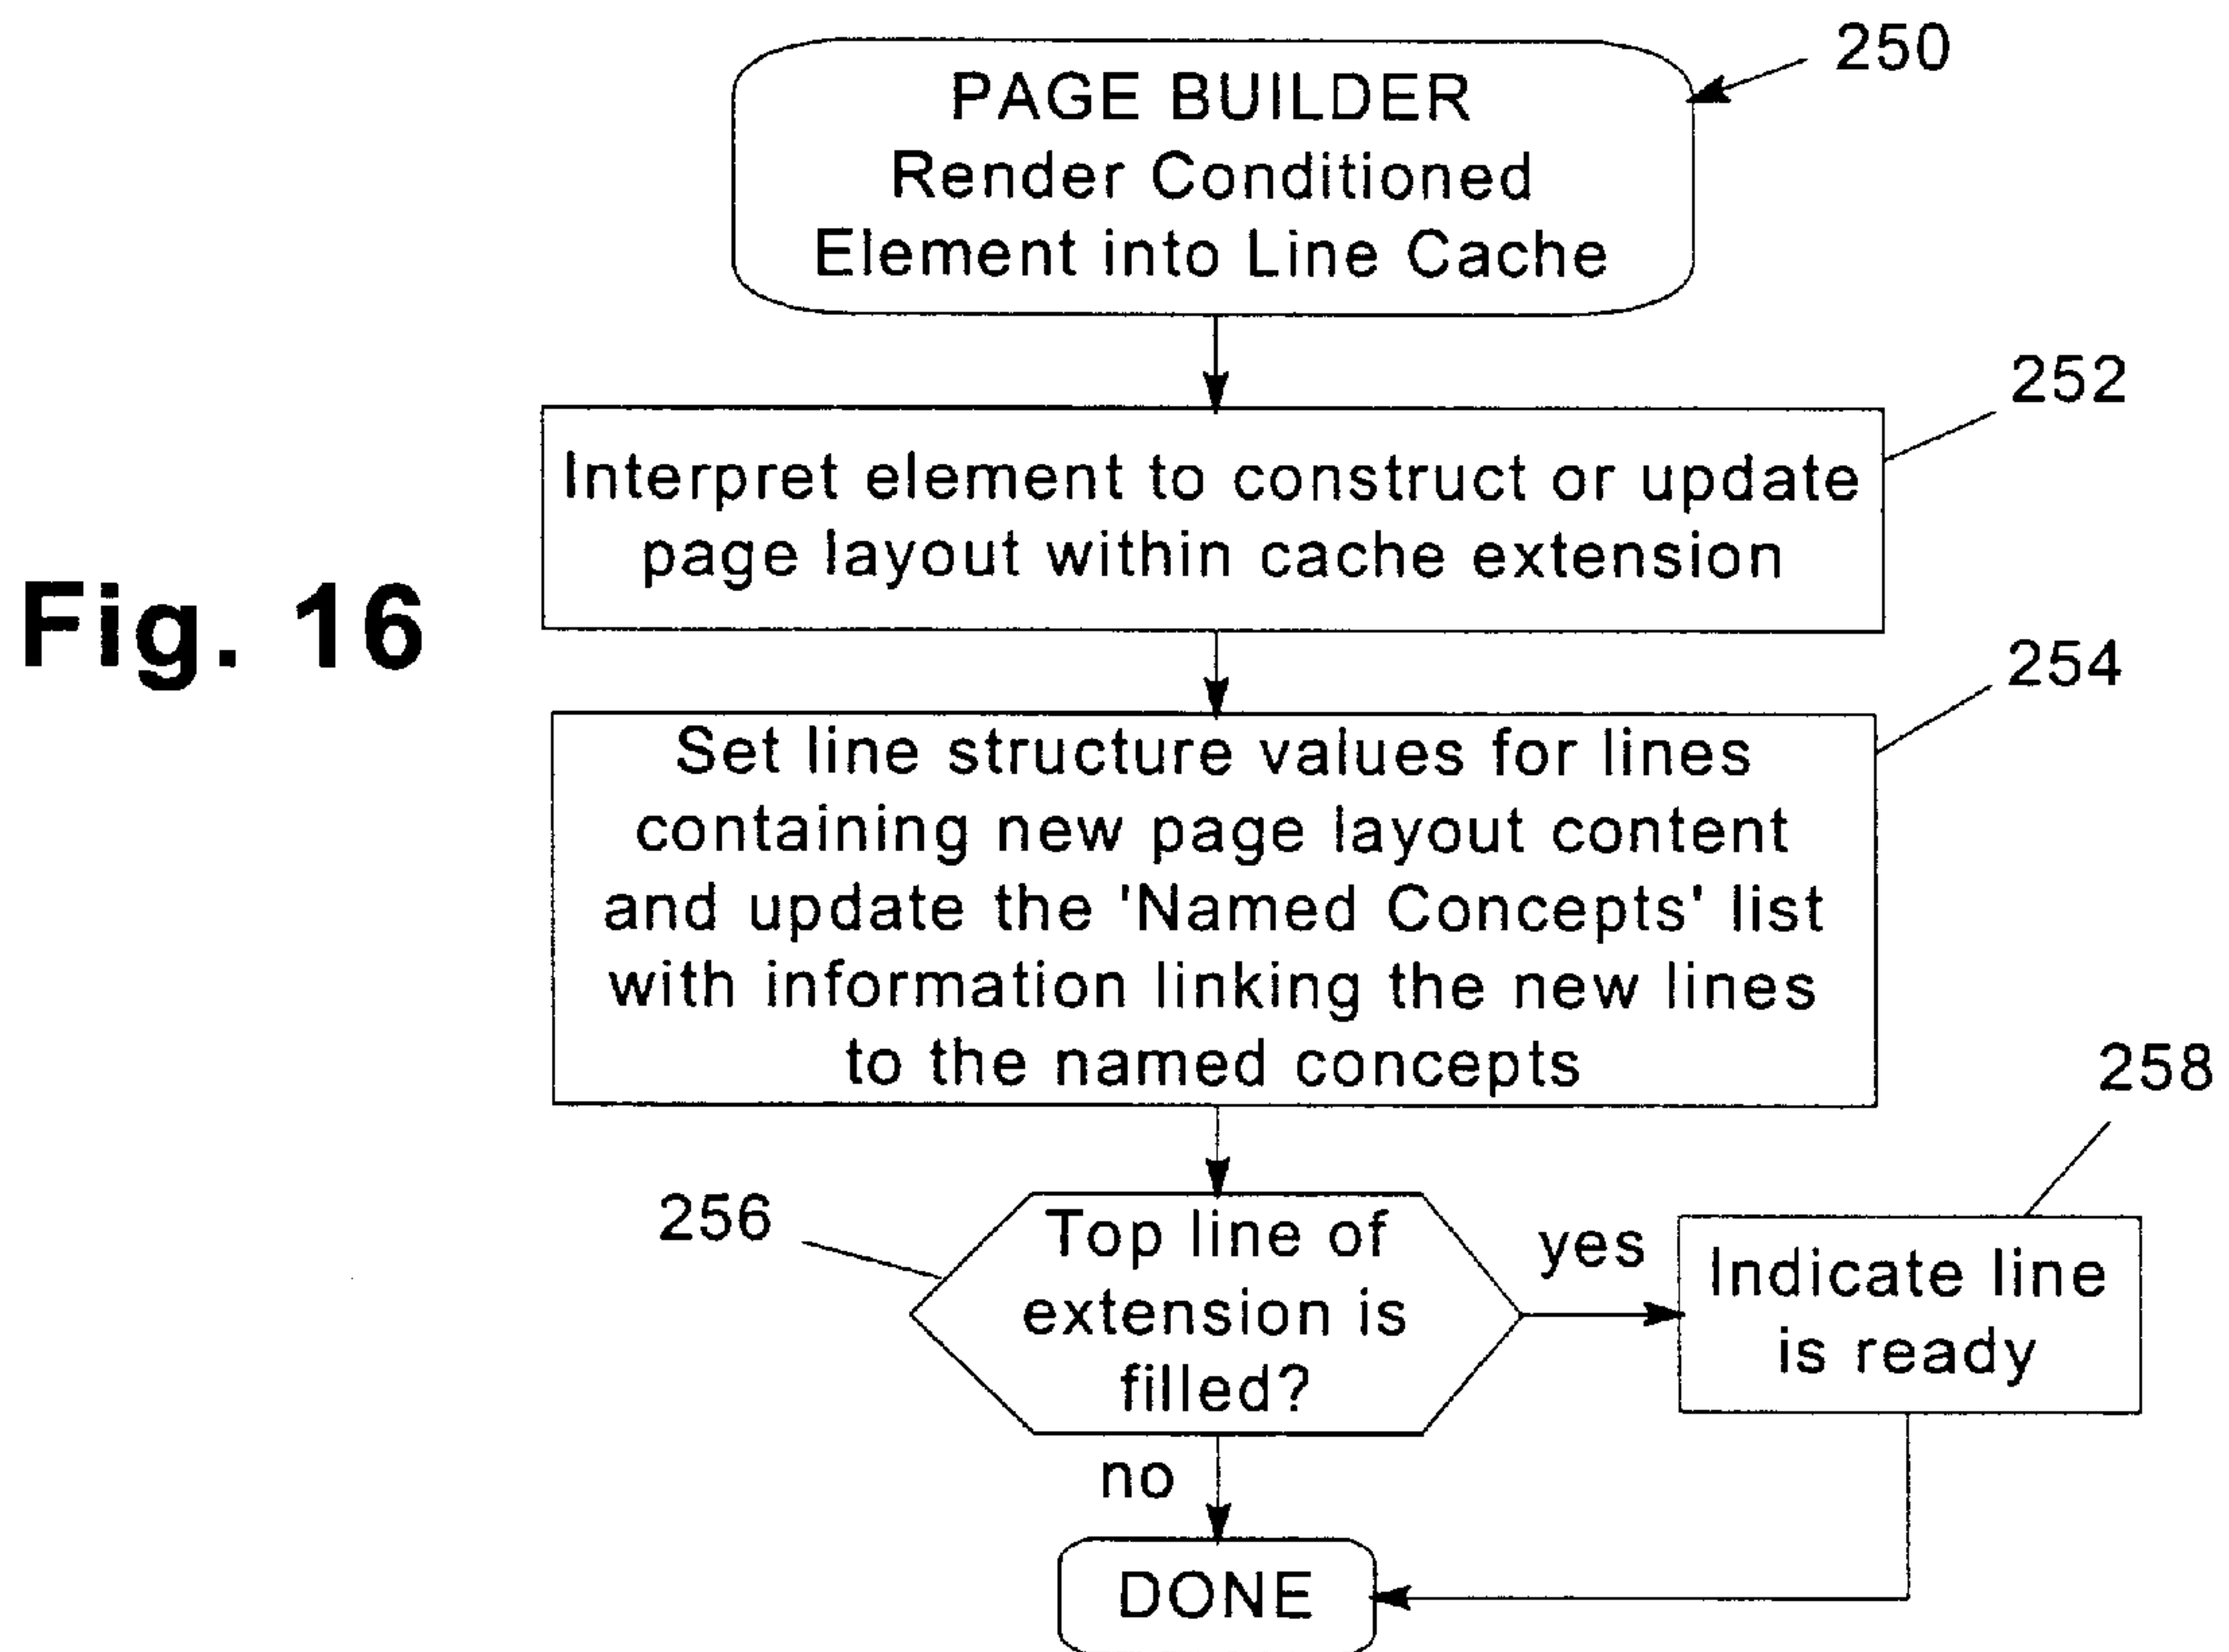 250
PAGE BUILDER
Render Conditioned
Element into Line Cache
252
Interpret element to construct or update
page layout within cache extension
Fig. 16
254
Set line structure values for lines
containing new page layout content
and update the 'Named Concepts' list
with information linking the new lines
to the named concepts
258
256
Top line of
extension is
filled?
yes
Indicate line
is ready
no
DONE